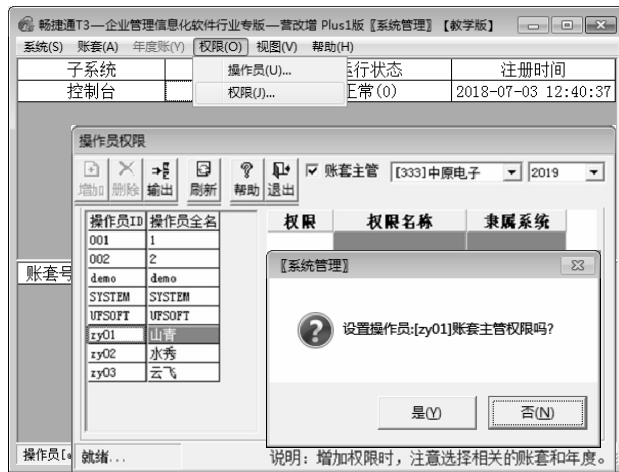 畅捷通T3—企业管理信息化软件行业专版—营改增 Plus1版〖系统管理〗【教学版】
系统(S) 账套(A) 年度账(Y) 权限(O) 视图(V) 帮助(H)
操作员(U)...
权限(J)...
子系统 运行状态 注册时间
控制台 正常(0) 2018-07-03 12:40:37
操作员权限
增加 删除 输出 刷新 帮助 退出 账套主管 [333]中原电子 2019
操作员ID 操作员全名 权限 权限名称 隶属系统
001 1
002 2
demo demo
SYSTEM SYSTEM
UFSOFT UFSOFT
zy01 山青
zy02 水秀
zy03 云飞
账套号
〖系统管理〗
设置操作员:[zy01]账套主管权限吗?
是(Y) 否(N)
操作员[
就绪... 说明: 增加权限时，注意选择相关的账套和年度。